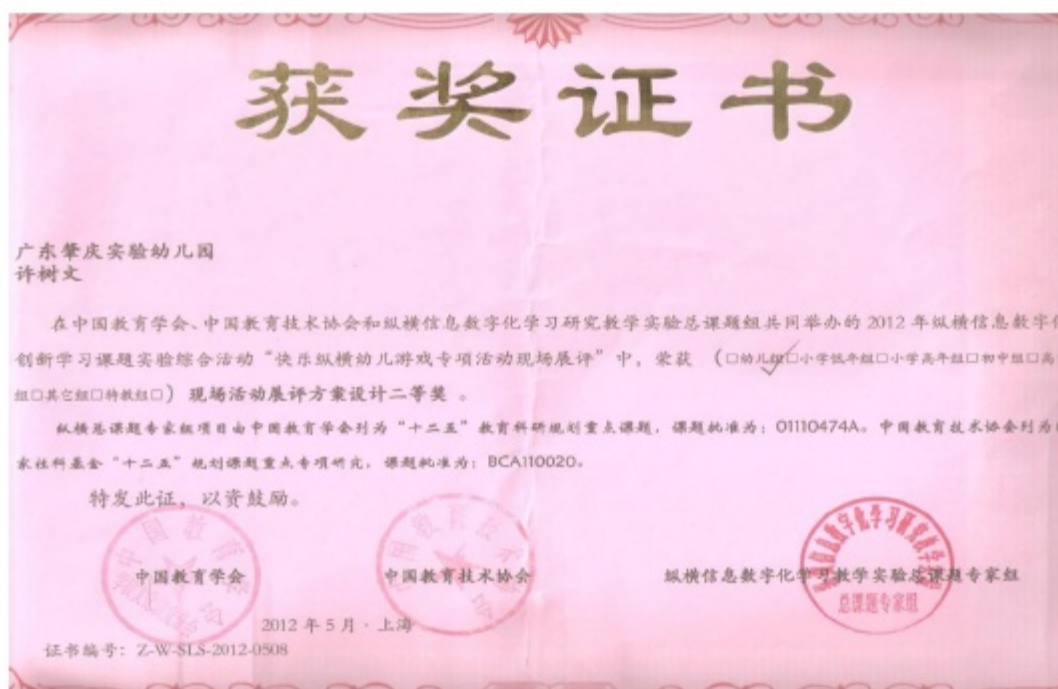 获奖证书
广东肇庆实验幼儿园
许树文
在中国教育学会、中国教育技术协会和纵横信息数字化学习研究教学实验总课题组共同举办的 2012 年纵横信息数字化
创新学习课题实验综合活动“快乐纵横幼儿游戏专项活动现场展评”中，荣获 （□幼儿组□小学低年组□小学高年组□初中组□高
组□其它组□特教组□）现场活动展评方案设计二等奖 。
纵横总课题专家组项目由中国教育学会列为“十二五”教育科研规划重点课题，课题批准为：01110474A。中国教育技术协会列为
家社科基金“十二五”规划课题重点专项研究，课题批准为：BCA110020。
特发此证，以资鼓励。
中国教育学会
中国教育技术协会
纵横信息数字化学习教学实验总课题专家组
总课题专家组
2012 年 5 月 · 上海
证书编号：Z-W-SLS-2012-0508